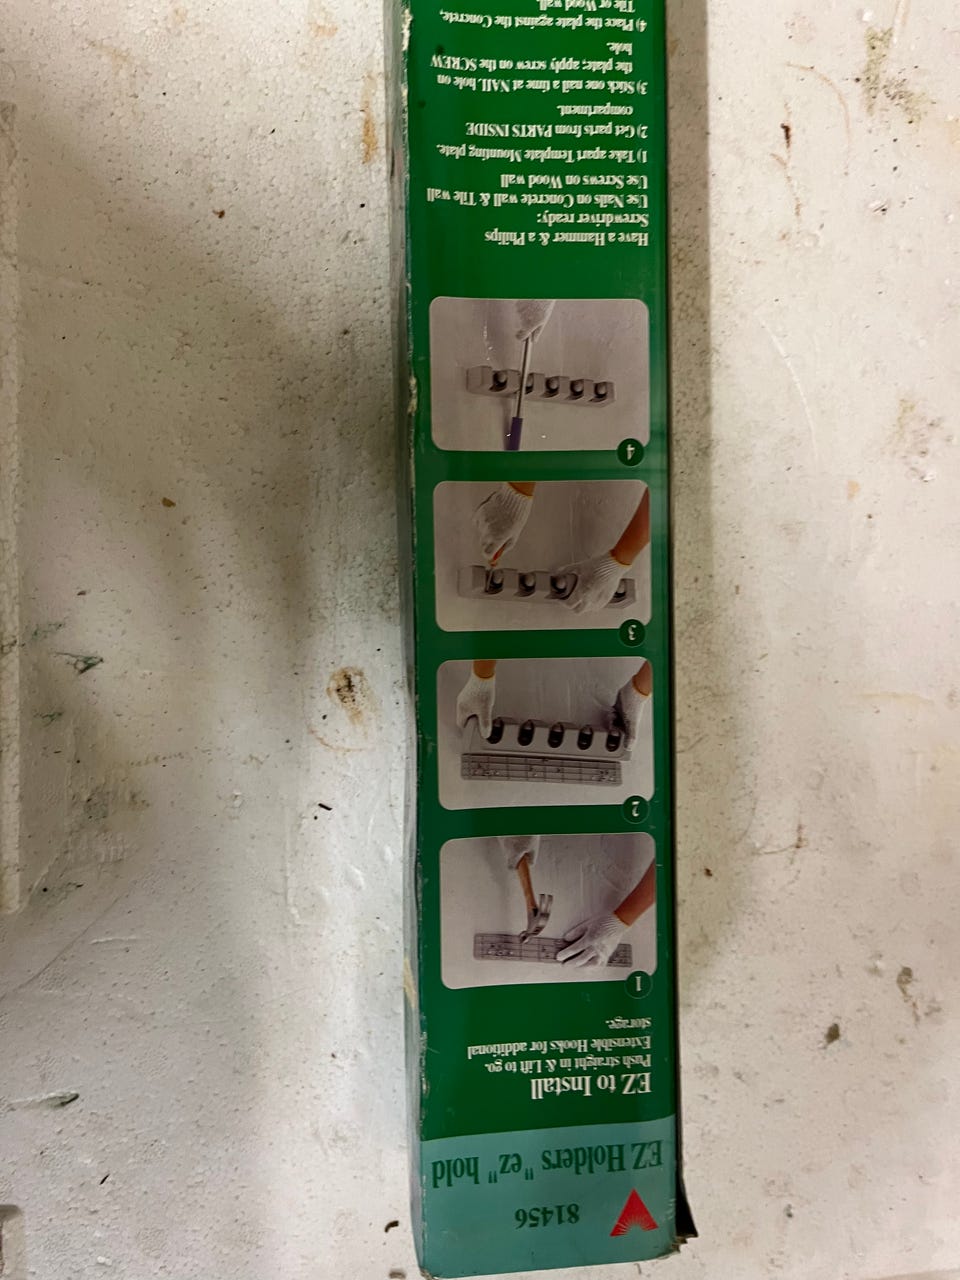 81456
EZ Holders "ez" hold
EZ to Install
Push straight in & Lift to go.
Extensible Hooks for additional
storage.
1
2
3
4
Have a Hammer & a Philips
Screwdriver ready:
Use Nails on Concrete wall & Tile wall
Use Screws on Wood wall
1) Take apart Template Mounting plate.
2) Get parts from PARTS INSIDE
compartment.
3) Stick one nail a time at NAIL hole on
the plate; apply screw on the SCREW
hole.
4) Place the plate against the Concrete,
Tile or Wood wall.